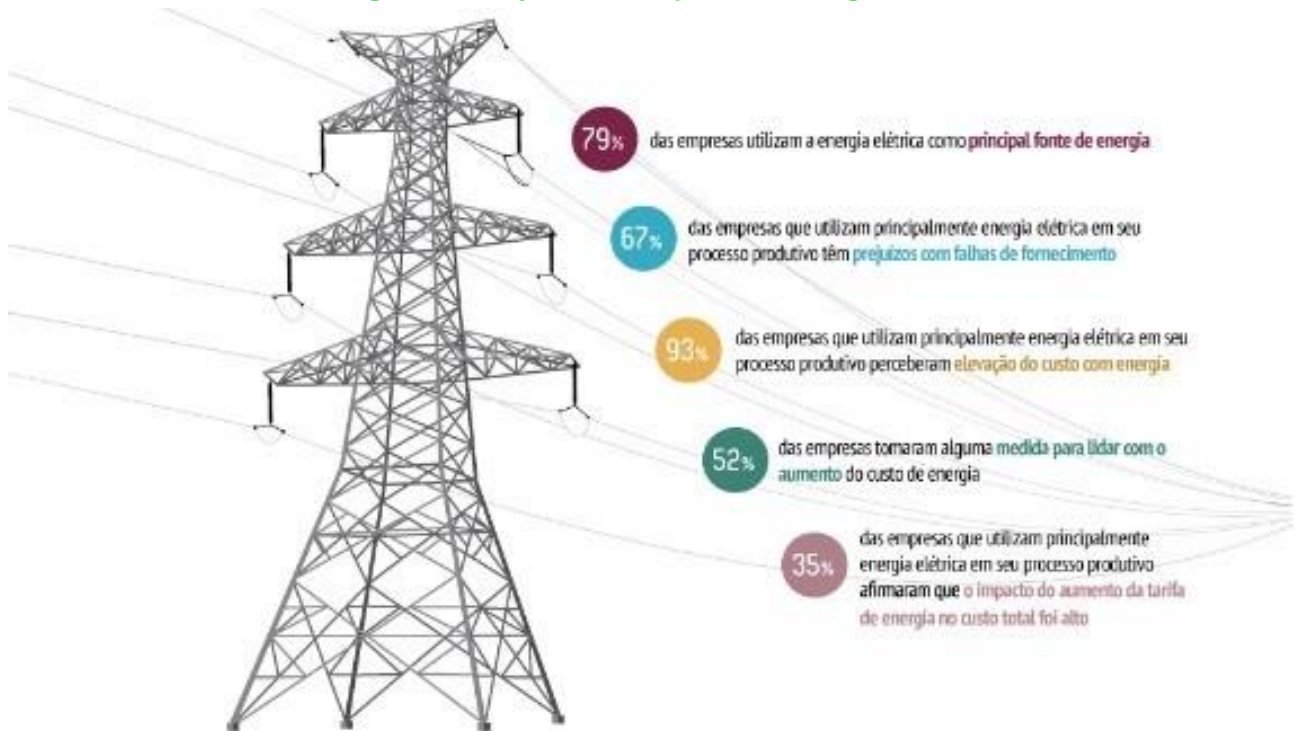 79%
das empresas utilizam a energia elétrica como principal fonte de energia
67%
das empresas que utilizam principalmente energia elétrica em seu
processo produtivo têm prejuízos com falhas de fornecimento
93%
das empresas que utilizam principalmente energia elétrica em seu
processo produtivo perceberam elevação do custo com energia
52%
das empresas tomaram alguma medida para lidar com o
aumento do custo de energia
35%
das empresas que utilizam principalmente
energia elétrica em seu processo produtivo
afirmaram que o impacto do aumento da tarifa
de energia no custo total foi alto